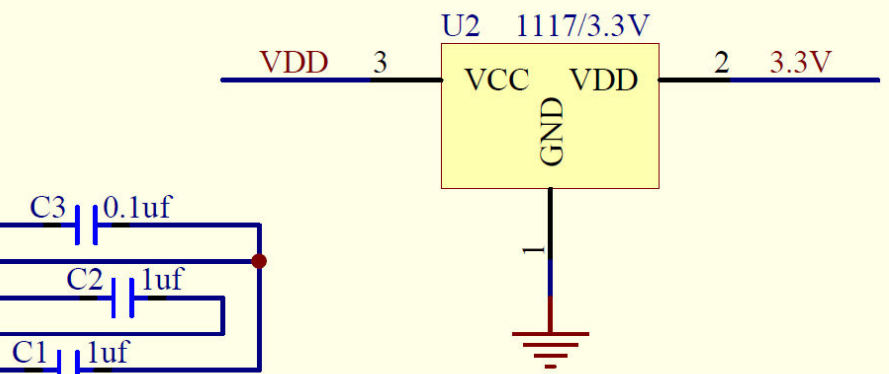 U2 1117/3.3V
VDD 3 VCC VDD 2 3.3V
GND
1
C3 0.1uf
C2 1uf
C1 1uf